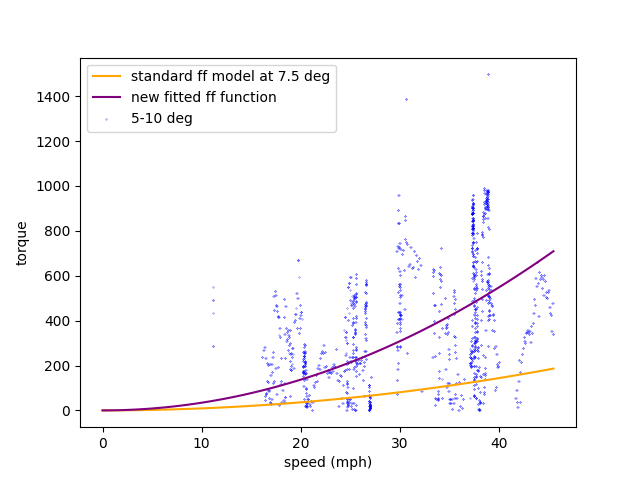 standard ff model at 7.5 deg
new fitted ff function
5-10 deg
1400
1200
1000
800
600
400
200
0
torque
0 10 20 30 40
speed (mph)